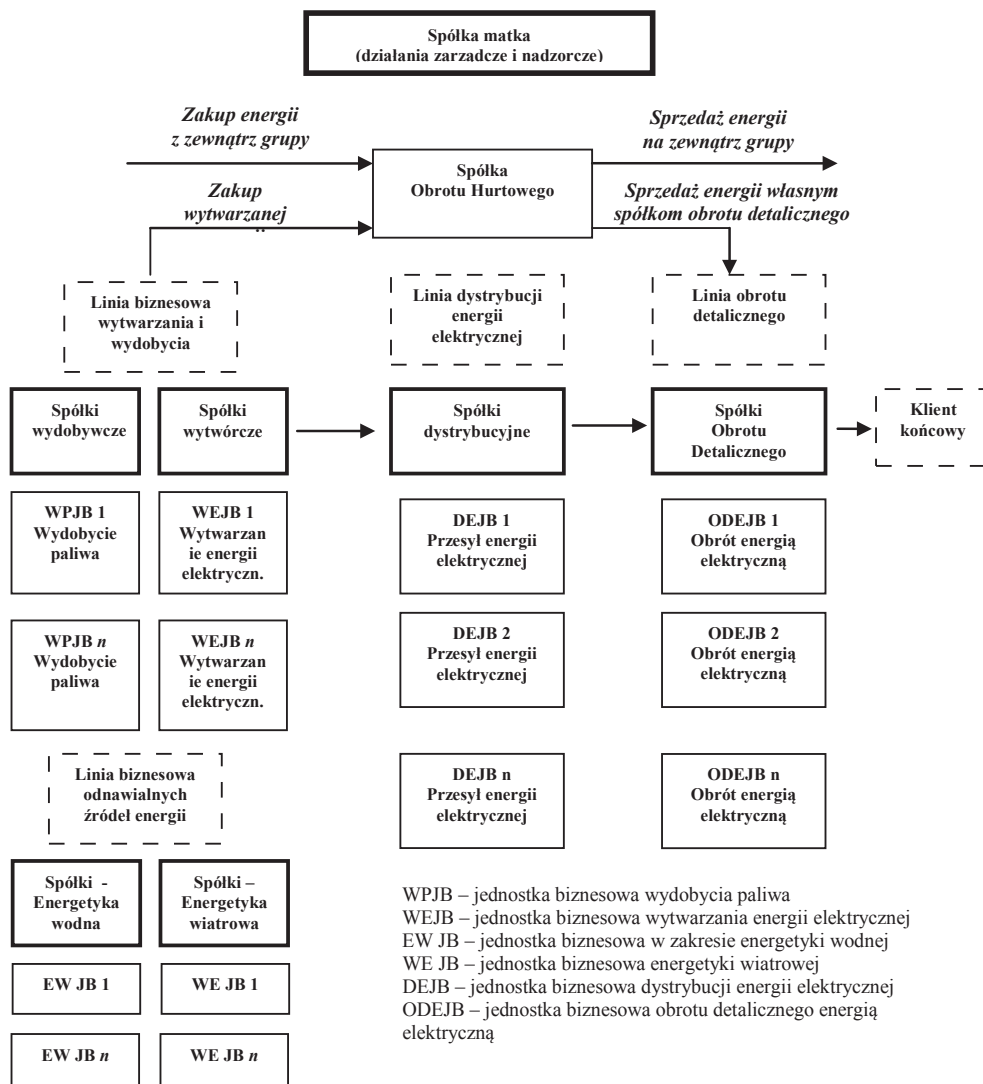 Spółka matka
(działania zarzadcze i nadzorcze)
Zakup energii
z zewnątrz grupy
Sprzedaż energii
na zewnątrz grupy
Spółka
Obrotu Hurtowego
Zakup
wytwarzanej
Sprzedaż energii własnym
spółkom obrotu detalicznego
Linia biznesowa
wytwarzania i
wydobycia
Linia dystrybucji
energii
elektrycznej
Linia obrotu
detalicznego
Spółki
wydobywcze
Spółki
wytwórcze
Spółki
dystrybucyjne
Spółki
Obrotu
Detalicznego
Klient
końcowy
WPJB 1
Wydobycie
paliwa
WEJB 1
Wytwarzan
ie energii
elektryczn.
DEJB 1
Przesył energii
elektrycznej
ODEJB 1
Obrót energią
elektryczną
WPJB n
Wydobycie
paliwa
WEJB n
Wytwarzan
ie energii
elektryczn.
DEJB 2
Przesył energii
elektrycznej
ODEJB 2
Obrót energią
elektryczną
Linia biznesowa
odnawialnych
źródeł energii
DEJB n
Przesył energii
elektrycznej
ODEJB n
Obrót energią
elektryczną
Spółki -
Energetyka
wodna
Spółki –
Energetyka
wiatrowa
EW JB 1
WE JB 1
EW JB n
WE JB n
WPJB – jednostka biznesowa wydobycia paliwa
WEJB – jednostka biznesowa wytwarzania energii elektrycznej
EW JB – jednostka biznesowa w zakresie energetyki wodnej
WE JB – jednostka biznesowa energetyki wiatrowej
DEJB – jednostka biznesowa dystrybucji energii elektrycznej
ODEJB – jednostka biznesowa obrotu detalicznego energią
elektryczną